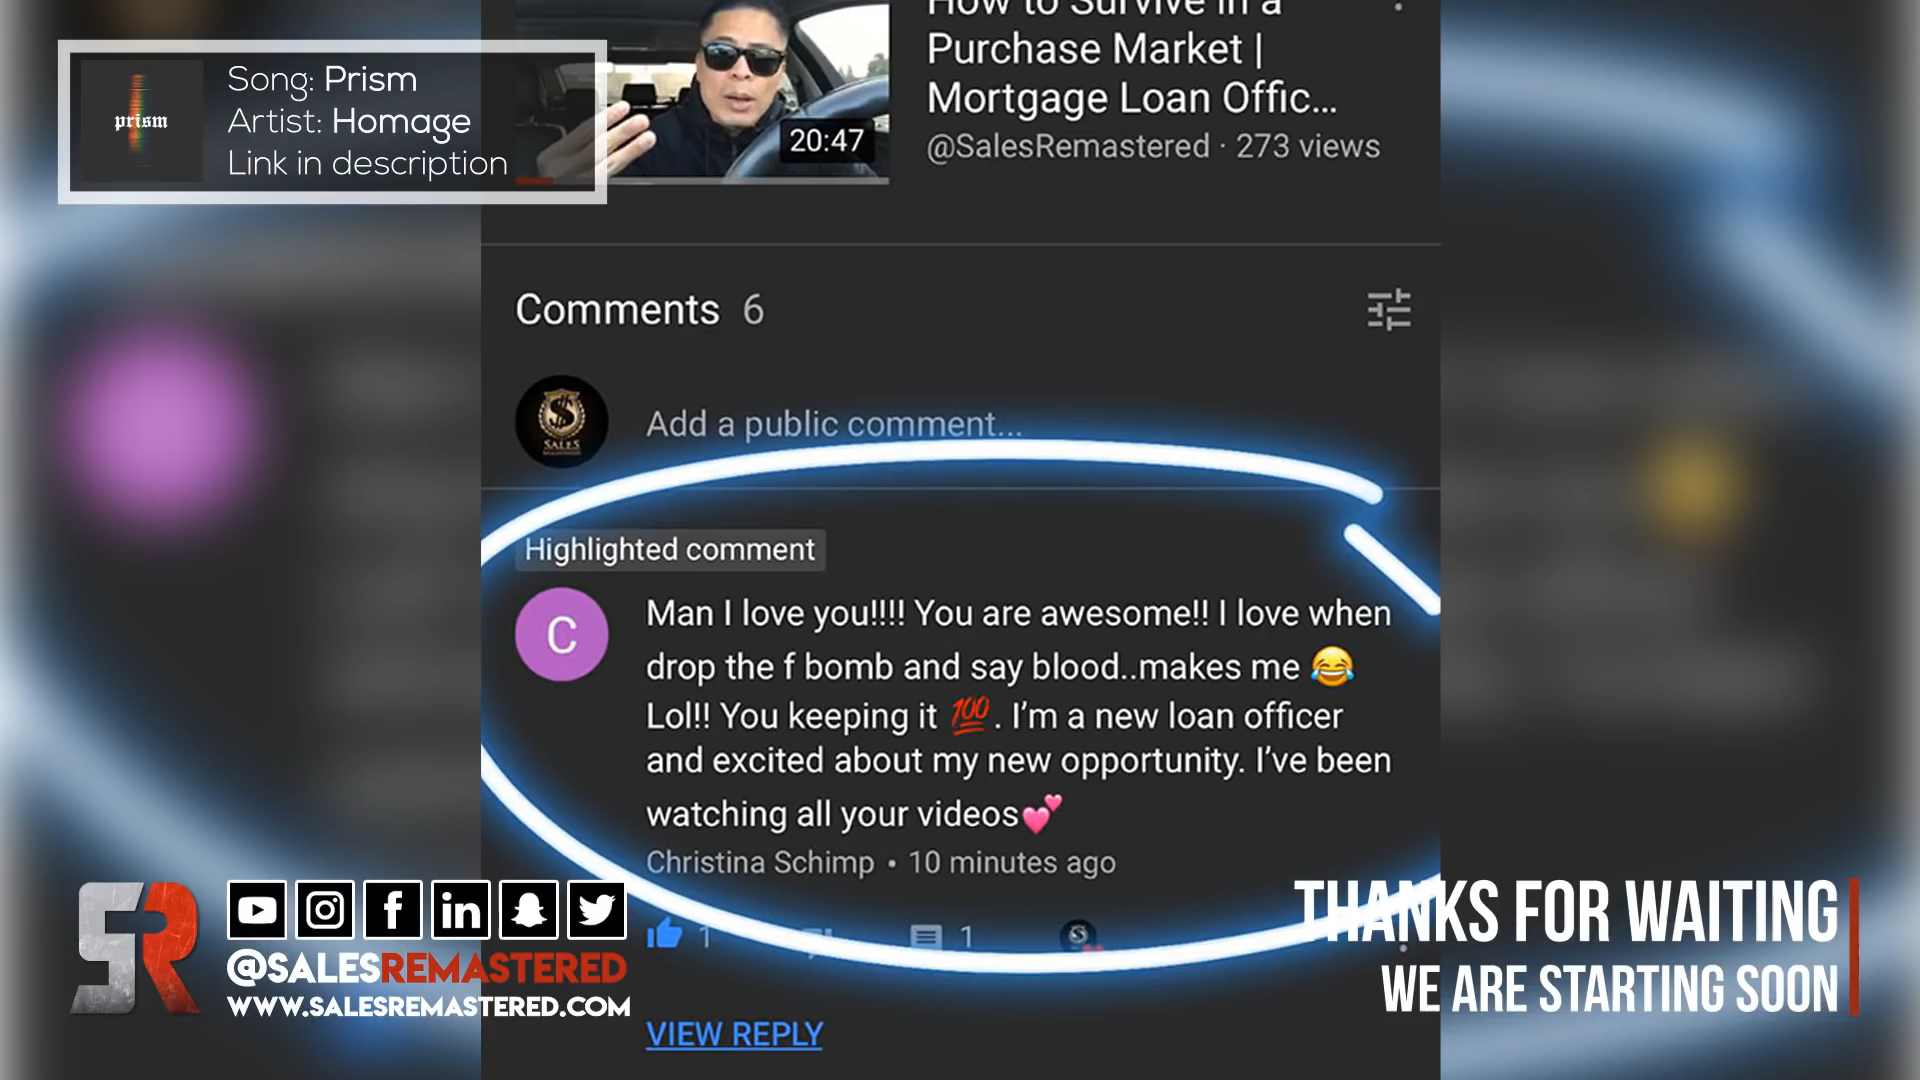 Song: Prism
Artist: Homage
Link in description
prism
20:47
How to Survive in a
Purchase Market |
Mortgage Loan Offic...
@SalesRemastered · 273 views
Comments 6
SALES
Add a public comment...
Highlighted comment
C
Man I love you!!!! You are awesome!! I love when
drop the f bomb and say blood..makes me 😂
Lol!! You keeping it 💯. I'm a new loan officer
and excited about my new opportunity. I've been
watching all your videos💕
Christina Schimp • 10 minutes ago
1
1
VIEW REPLY
SR
@SALESREMASTERED
WWW.SALESREMASTERED.COM
THANKS FOR WAITING
WE ARE STARTING SOON